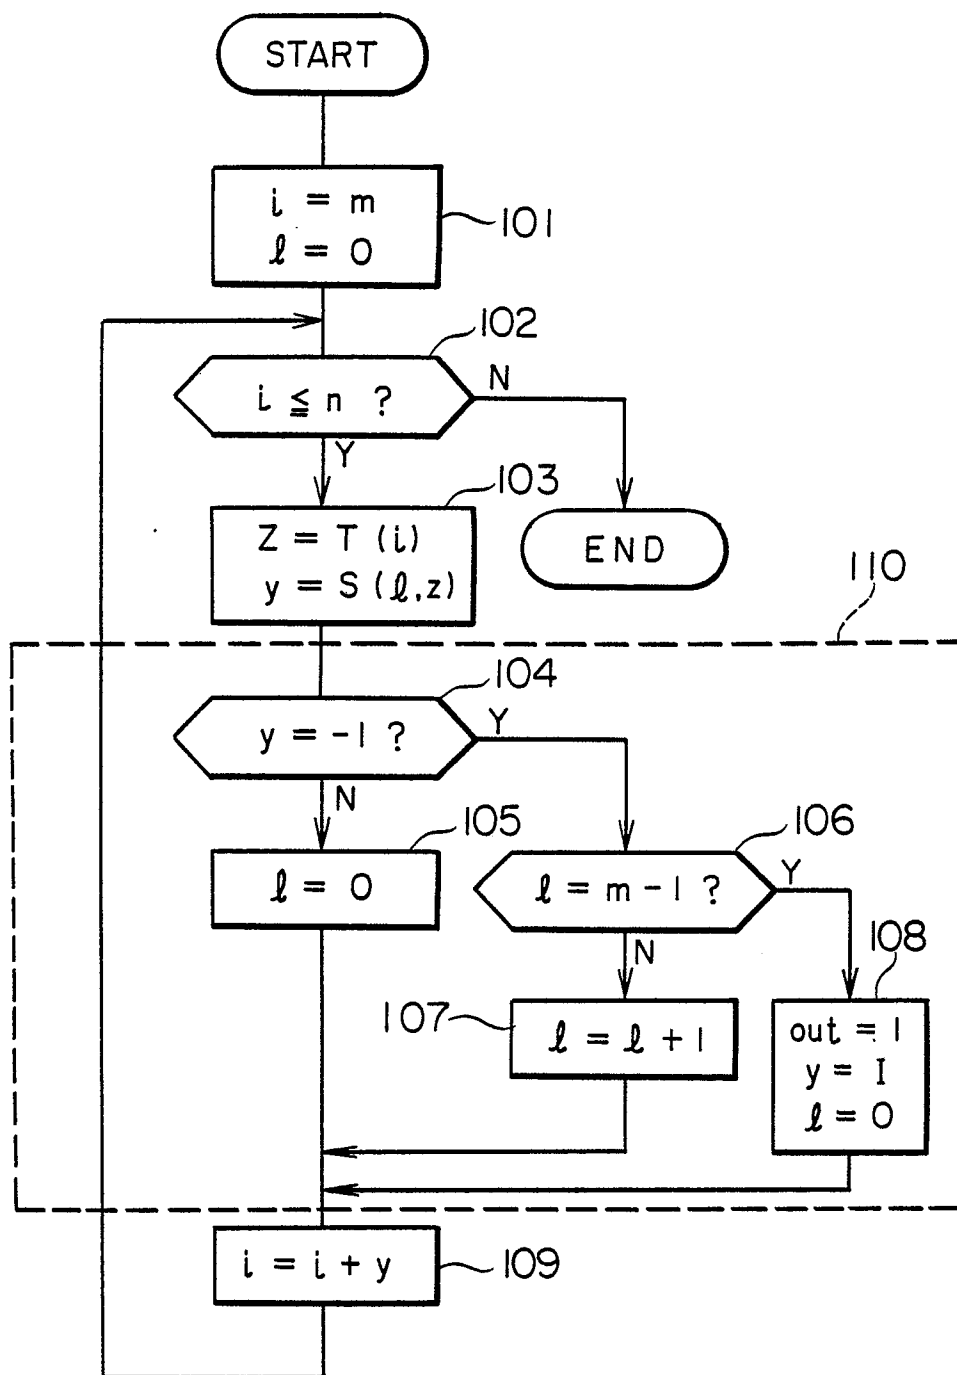 START
i = m
ℓ = 0
101
102
i ≦ n ?
N
Y
103
Z = T (i)
y = S (ℓ,z)
END
110
104
y = -1 ?
Y
N
105
ℓ = 0
106
ℓ = m - 1 ?
Y
N
108
107
ℓ = ℓ + 1
out = 1
y = I
ℓ = 0
i = i + y
109